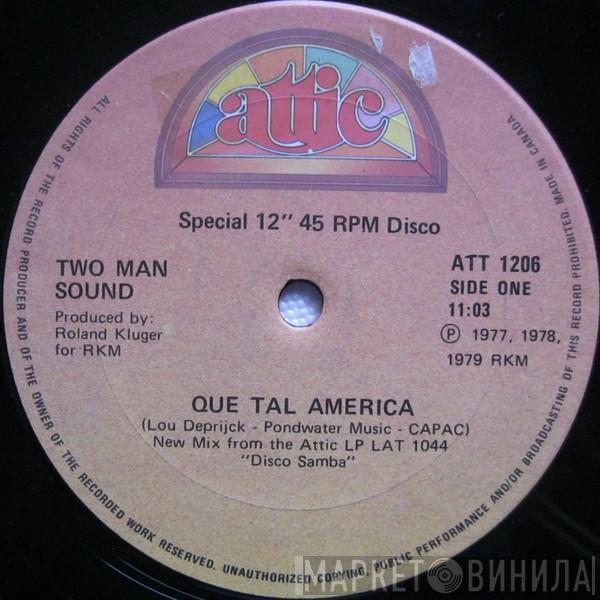 attic
Special 12" 45 RPM Disco
TWO MAN
SOUND
Produced by:
Roland Kluger
for RKM
ATT 1206
SIDE ONE
11:03
Ⓟ 1977, 1978,
1979 RKM
QUE TAL AMERICA
(Lou Deprijck - Pondwater Music - CAPAC)
New Mix from the Attic LP LAT 1044
"Disco Samba"
ALL RIGHTS OF THE RECORD PRODUCER AND OF THE OWNER OF THE RECORDED WORK RESERVED. UNAUTHORIZED COPYING, PUBLIC PERFORMANCE AND/OR BROADCASTING OF THIS RECORD PROHIBITED. MADE IN CANADA.
МАРКЕТ ВИНИЛА